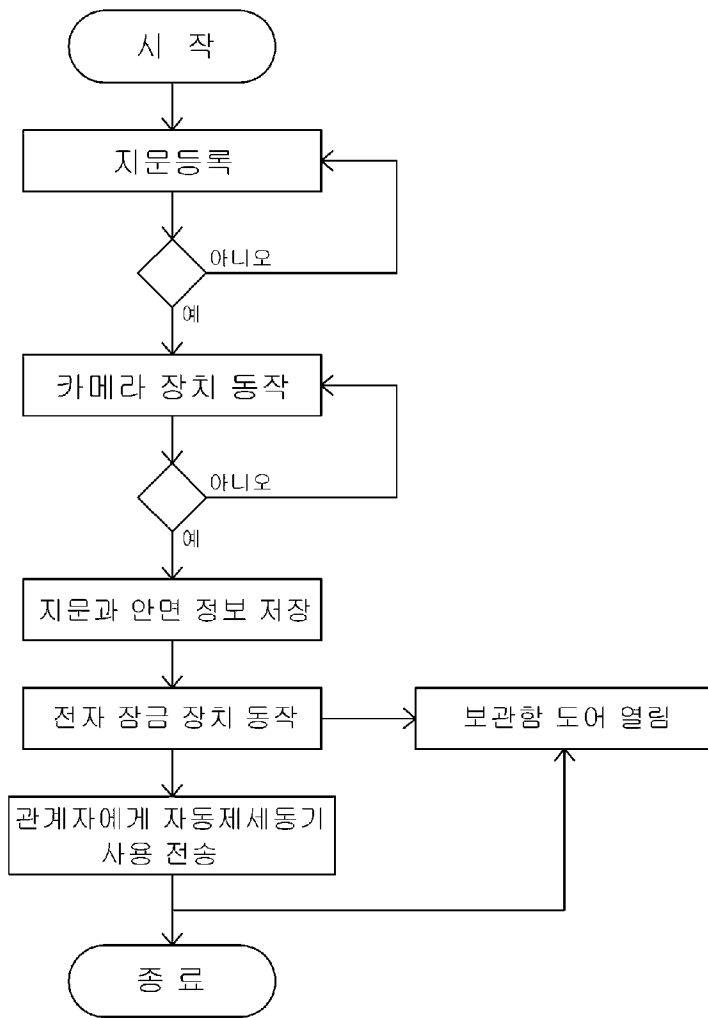 시 작
지문등록
아니오
예
카메라 장치 동작
아니오
예
지문과 안면 정보 저장
전자 잠금 장치 동작
보관함 도어 열림
관계자에게 자동제세동기
사용 전송
종 료